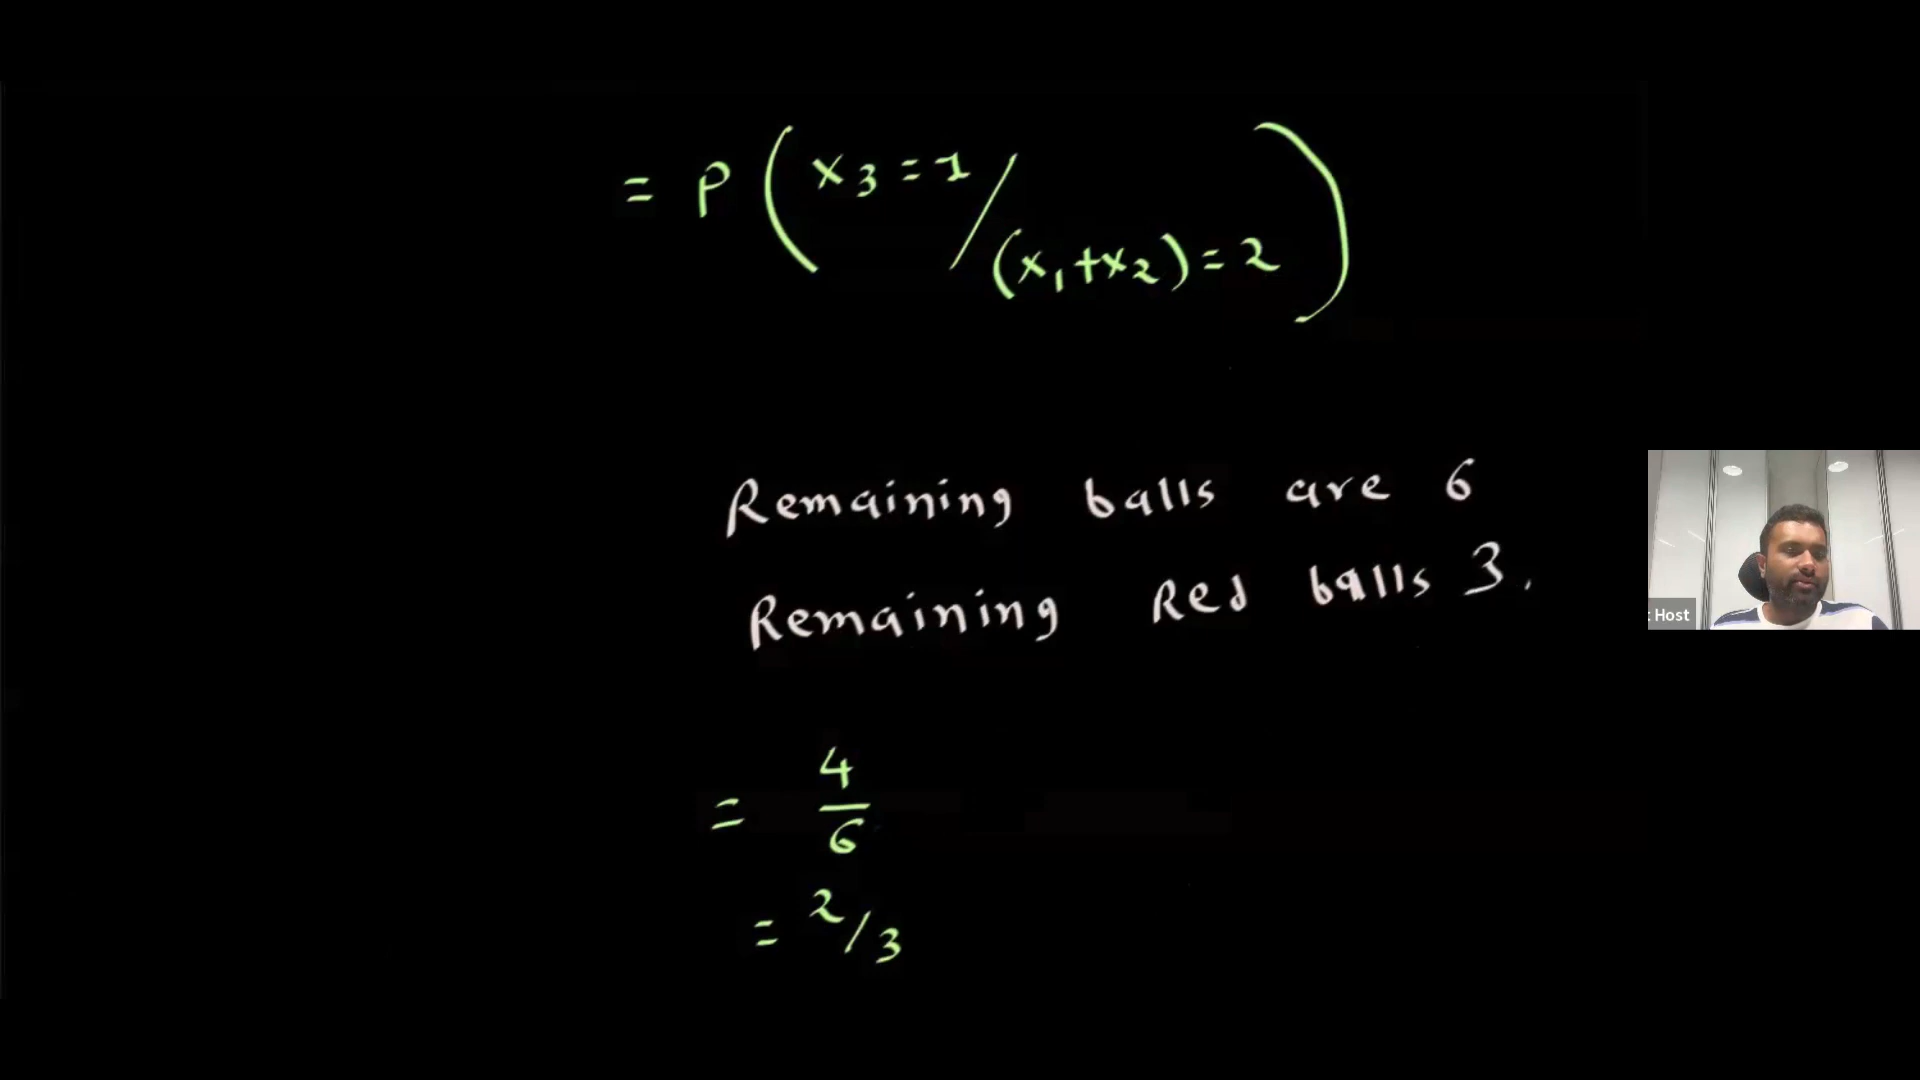 = P ( x₃ = 1 / (x₁+x₂) = 2 )
Remaining balls are 6
Remaining Red balls 3.
Host
= 4/6
= 2/3